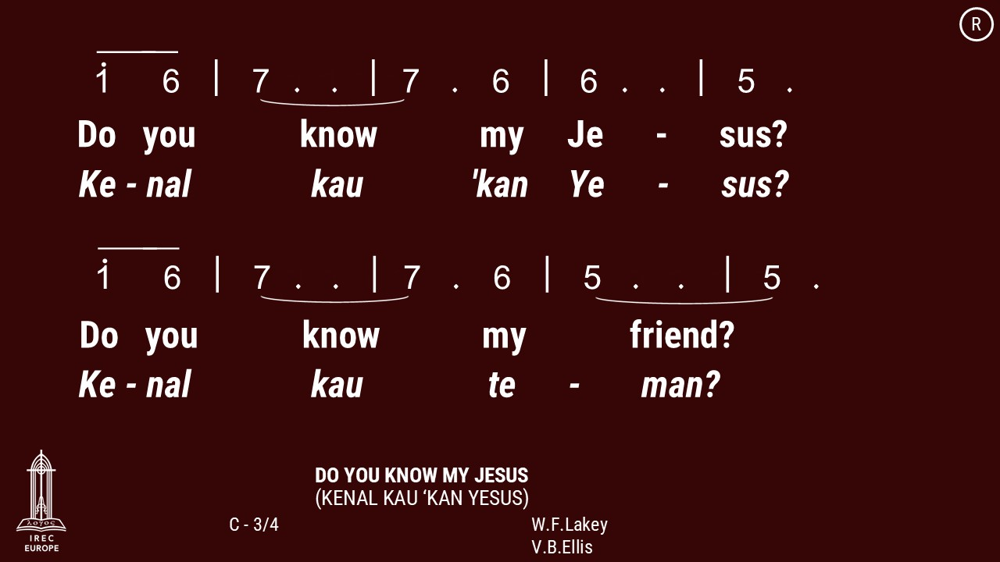 R
1̇ 6 | 7 . . | 7 . 6 | 6 . . | 5 .
Do you know my Je - sus?
Ke - nal kau 'kan Ye - sus?
1̇ 6 | 7 . . | 7 . 6 | 5 . . | 5 .
Do you know my friend?
Ke - nal kau te - man?
DO YOU KNOW MY JESUS
(KENAL KAU ‘KAN YESUS)
C - 3/4
W.F.Lakey
V.B.Ellis
λογος
IREC
EUROPE